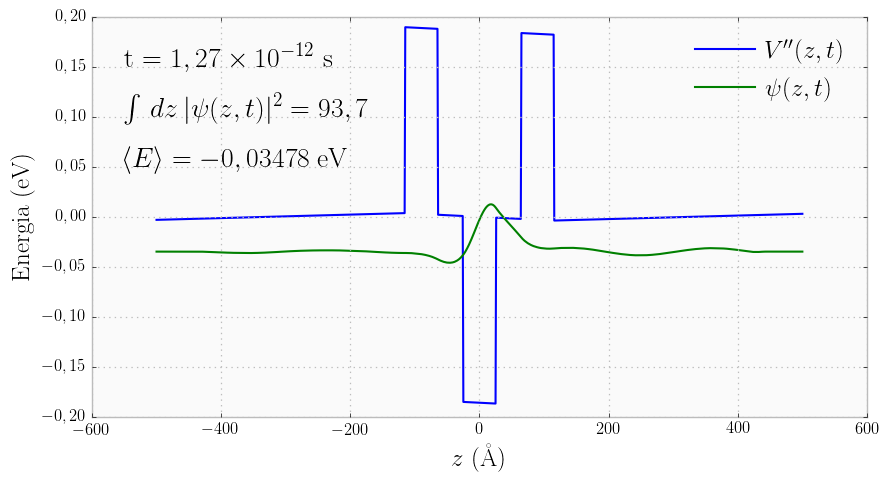 0,20
0,15
0,10
0,05
0,00
−0,05
−0,10
−0,15
−0,20
Energia (eV)
t = 1,27 × 10⁻¹² s
∫ dz |ψ(z, t)|² = 93,7
⟨E⟩ = −0,03478 eV
V′′(z, t)
ψ(z, t)
−600 −400 −200 0 200 400 600
z (Å)